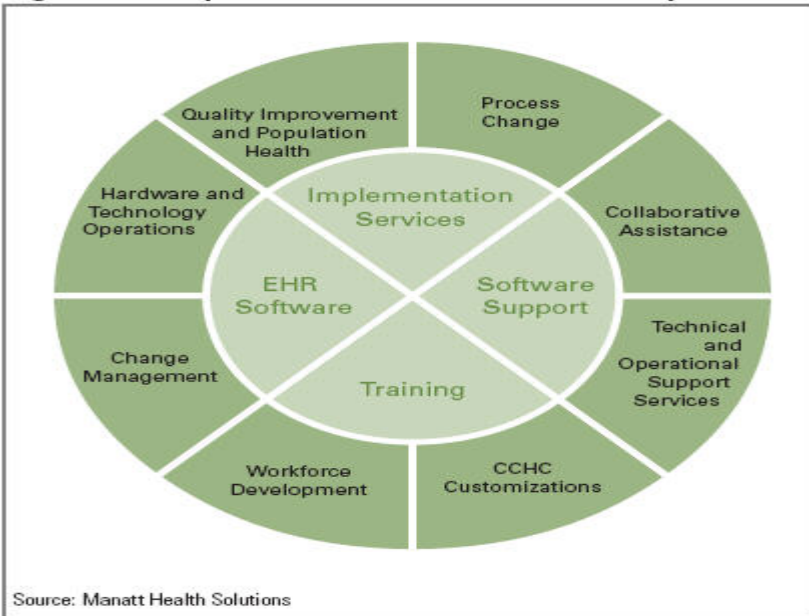 Quality Improvement
and Population
Health
Process
Change
Hardware and
Technology
Operations
Implementation
Services
Collaborative
Assistance
EHR
Software
Software
Support
Technical
and
Operational
Support
Services
Change
Management
Training
Workforce
Development
CCHC
Customizations
Source: Manatt Health Solutions